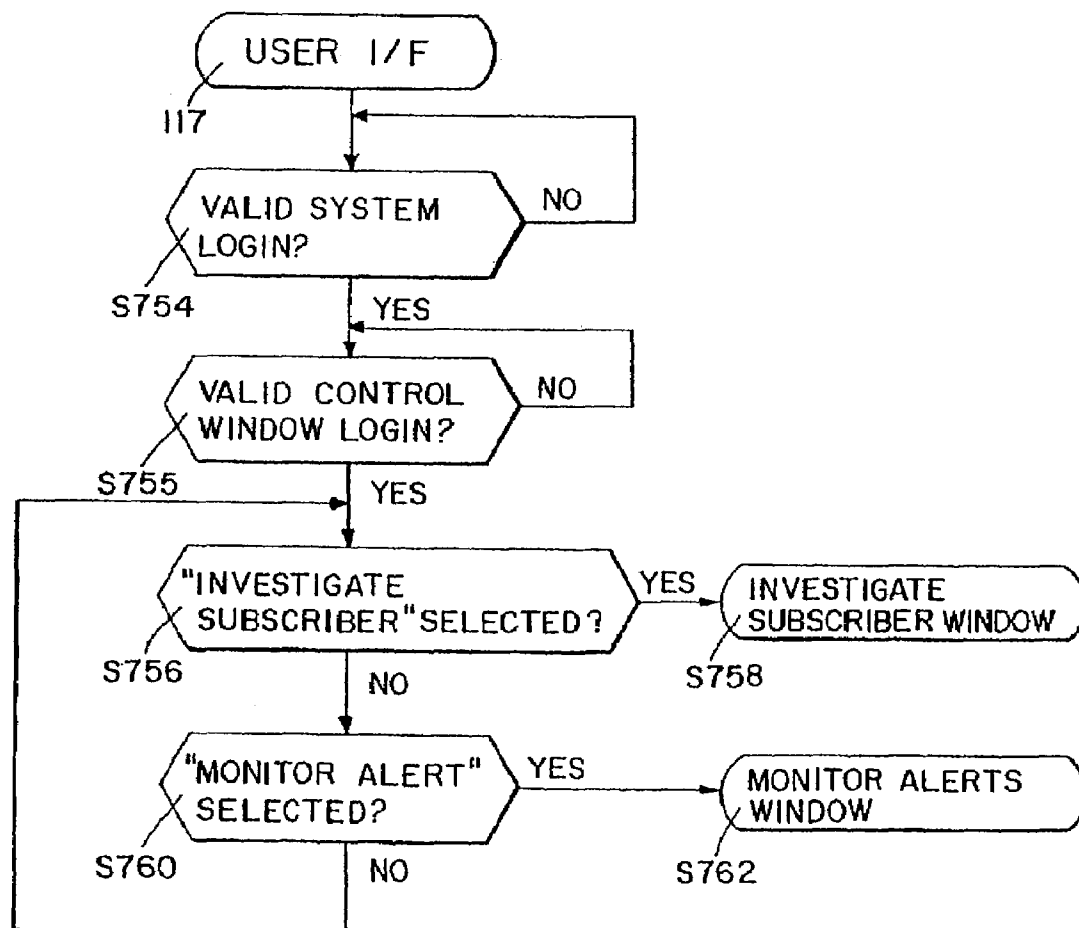 USER I/F
117
VALID SYSTEM
LOGIN?
NO
S754
YES
VALID CONTROL
WINDOW LOGIN?
NO
S755
YES
"INVESTIGATE
SUBSCRIBER" SELECTED?
YES
INVESTIGATE
SUBSCRIBER WINDOW
S756
NO
S758
"MONITOR ALERT"
SELECTED?
YES
MONITOR ALERTS
WINDOW
S760
NO
S762